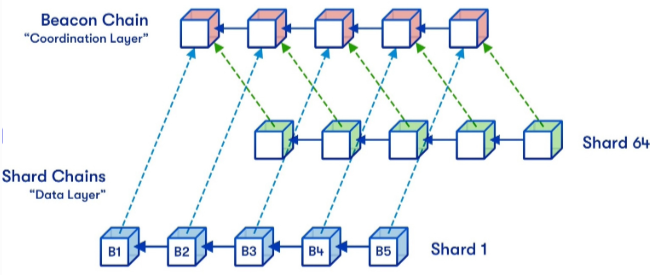 Beacon Chain
“Coordination Layer”
Shard 64
Shard Chains
“Data Layer”
B1 B2 B3 B4 B5 Shard 1